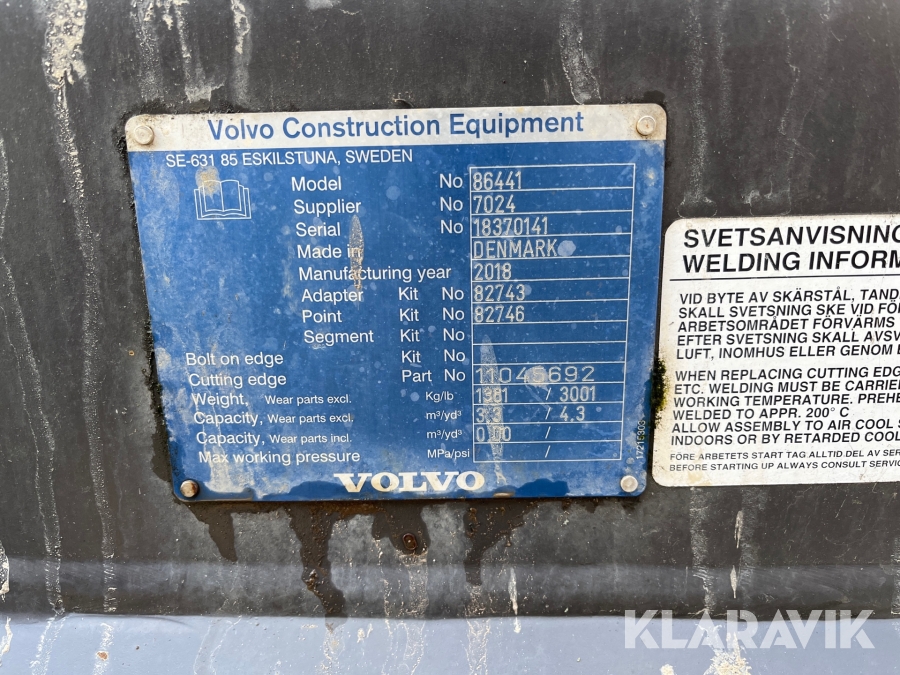 Volvo Construction Equipment
SE-631 85 ESKILSTUNA, SWEDEN
Model No 86441
Supplier No 7024
Serial No 18370141
Made in DENMARK
Manufacturing year 2018
Adapter Kit No 82743
Point Kit No 82746
Segment Kit No
Bolt on edge Kit No
Cutting edge Part No 11045692
Weight, Wear parts excl. Kg/lb 1361 / 3001
Capacity, Wear parts excl. m³/yd³ 3,3 / 4.3
Capacity, Wear parts incl. m³/yd³ 0,00 /
Max working pressure MPa/psi /
VOLVO
SVETSANVISNING
WELDING INFORM
VID BYTE AV SKÄRSTÅL, TAND
SKALL SVETSNING SKE VID FÖ
ARBETSOMRÅDET FÖRVÄRMS
EFTER SVETSNING SKALL AVSV
LUFT, INOMHUS ELLER GENOM
WHEN REPLACING CUTTING EDG
ETC. WELDING MUST BE CARRIE
WORKING TEMPERATURE. PREHE
WELDED TO APPR. 200° C
ALLOW ASSEMBLY TO AIR COOL
INDOORS OR BY RETARDED COOL
FÖRE ARBETETS START TAG ALLTID DEL AV SER
BEFORE STARTING UP ALWAYS CONSULT SERVIC
KLARAVIK